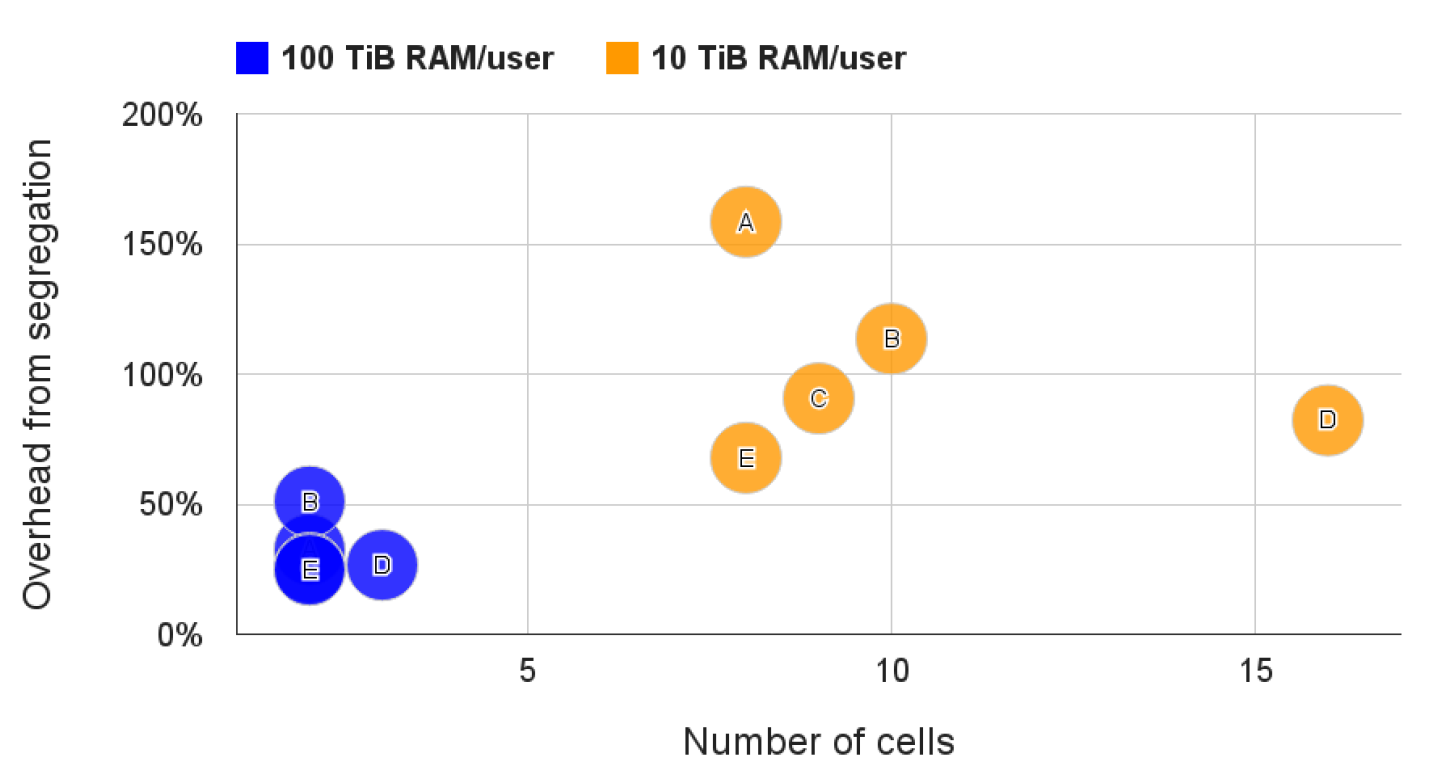 100 TiB RAM/user 10 TiB RAM/user
200%
150%
100%
50%
0%
Overhead from segregation
A
B
C
D
E
B
E
D
5 10 15
Number of cells